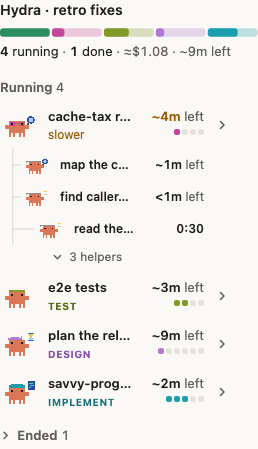 Hydra · retro fixes
4 running · 1 done · ≈$1.08 · ~9m left
Running 4
cache-tax r... ~4m left
slower
map the c... ~1m left
find caller... <1m left
read the... 0:30
3 helpers
e2e tests ~3m left
TEST
plan the rel... ~9m left
DESIGN
savvy-prog... ~2m left
IMPLEMENT
Ended 1